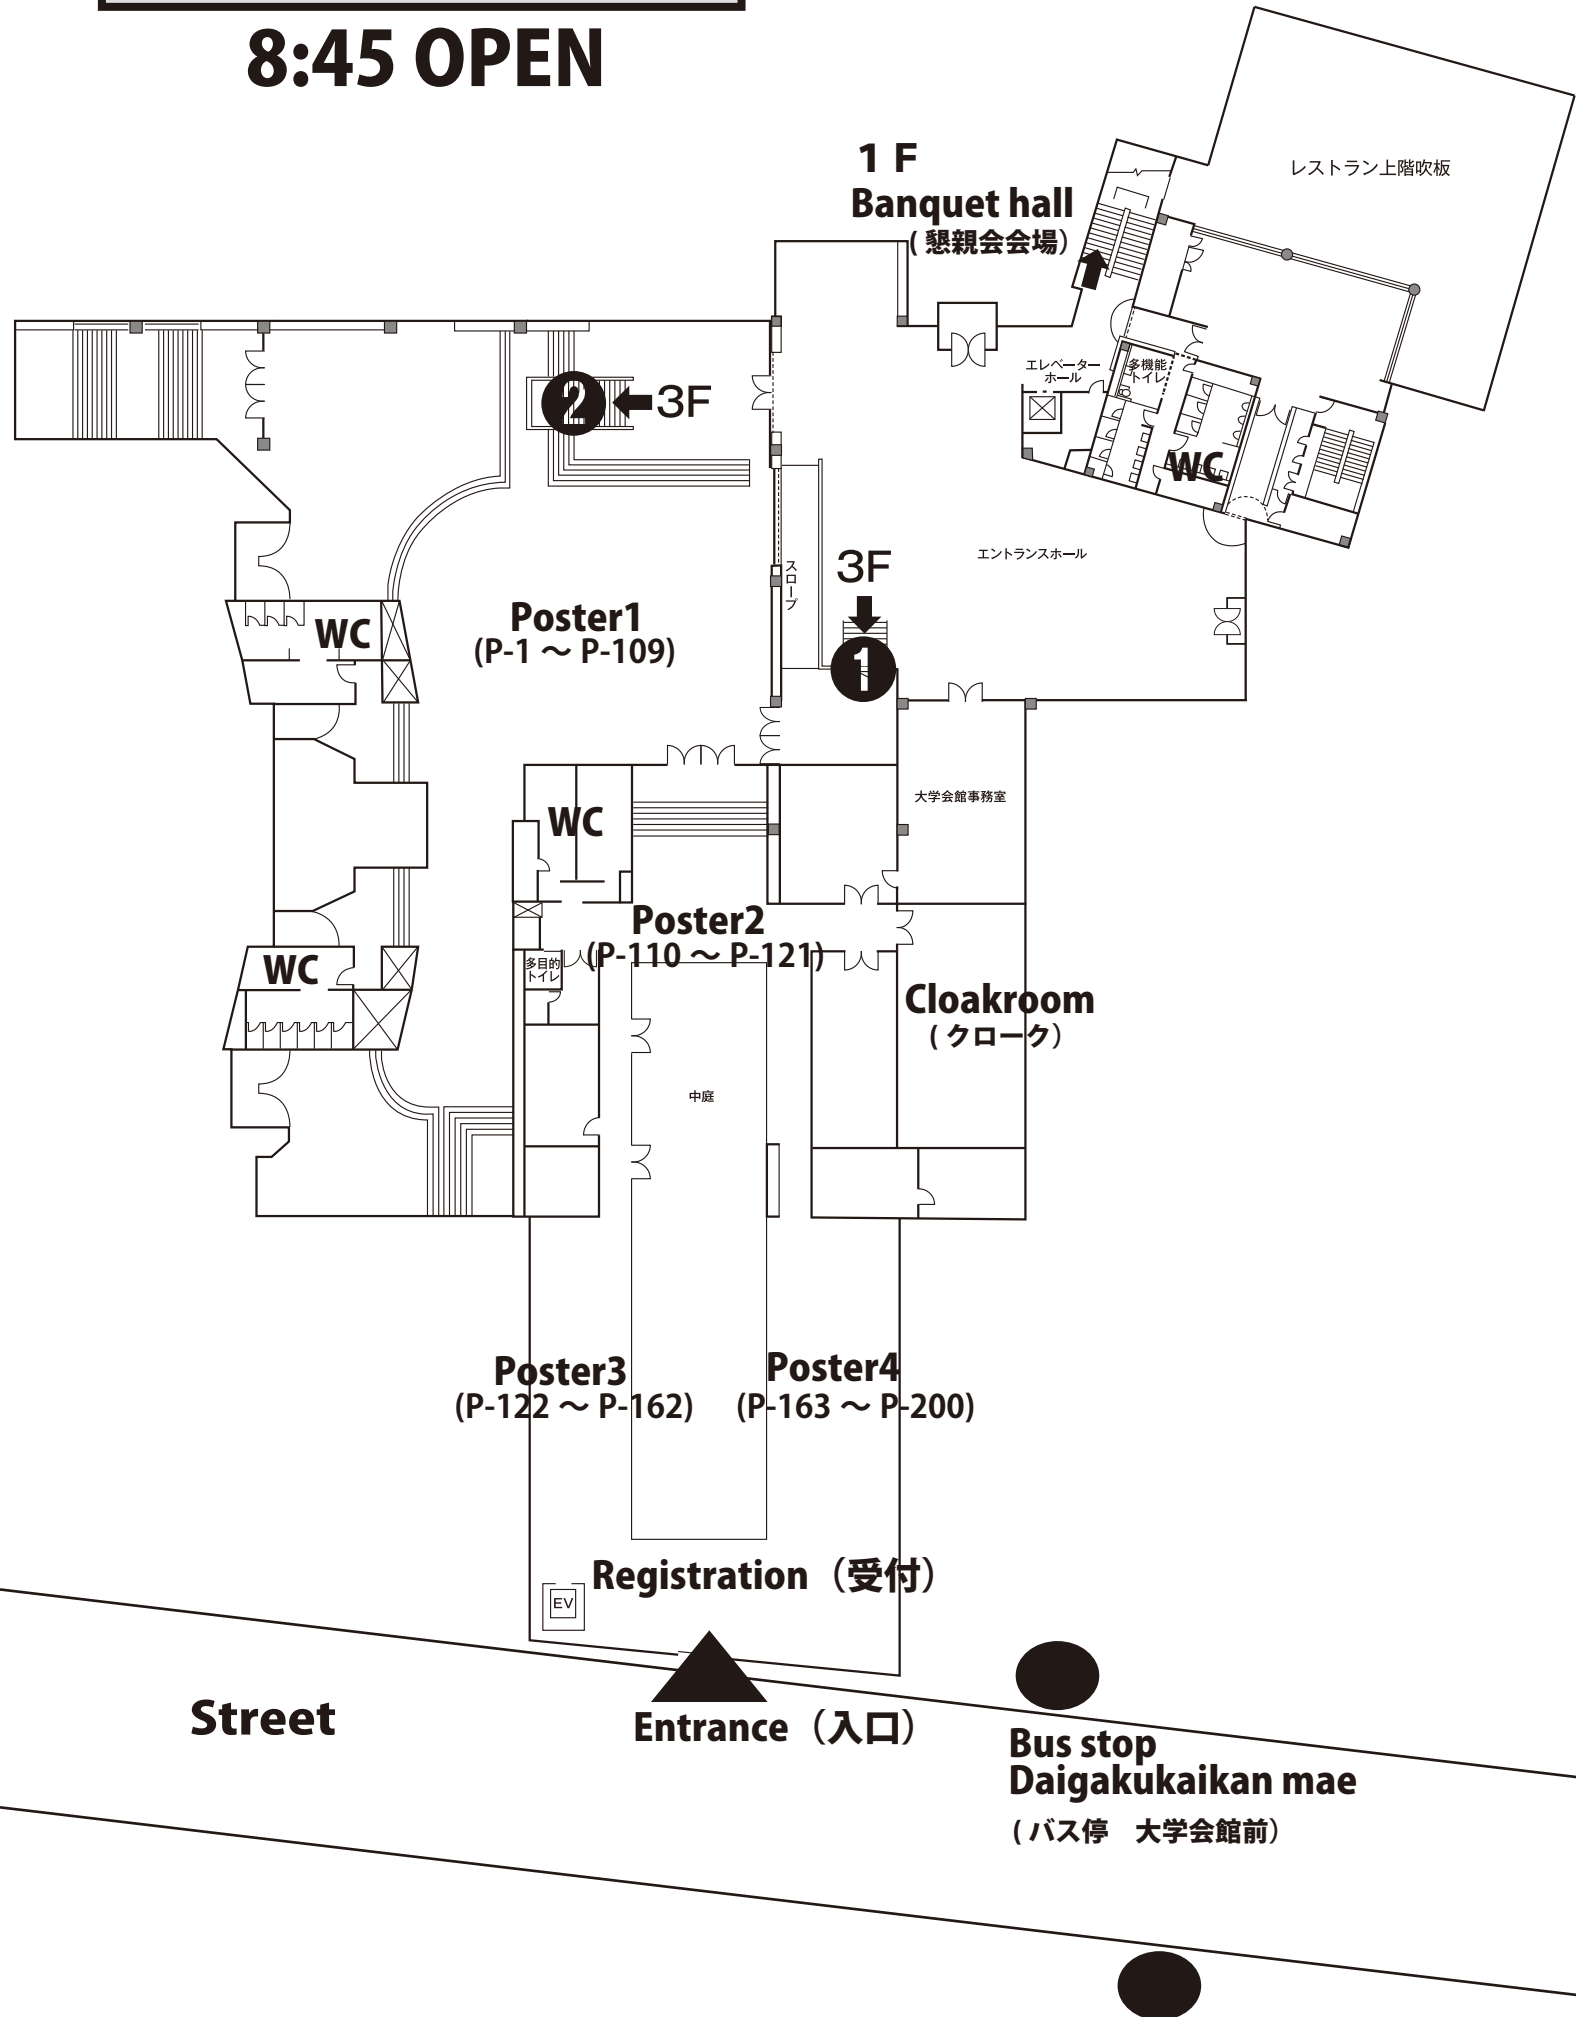 8:45 OPEN
レストラン上階吹板
1 F
Banquet hall
( 懇親会会場)
エレベーター
ホール
多機能
トイレ
2
3F
WC
エントランスホール
3F
スロープ
1
Poster1
(P-1 ～ P-109)
WC
大学会館事務室
WC
Poster2
(P-110 ～ P-121)
多目的
トイレ
WC
Cloakroom
( クローク)
中庭
Poster3
(P-122 ～ P-162)
Poster4
(P-163 ～ P-200)
Registration（受付）
EV
Street
Entrance（入口）
Bus stop
Daigakukaikan mae
( バス停　大学会館前)